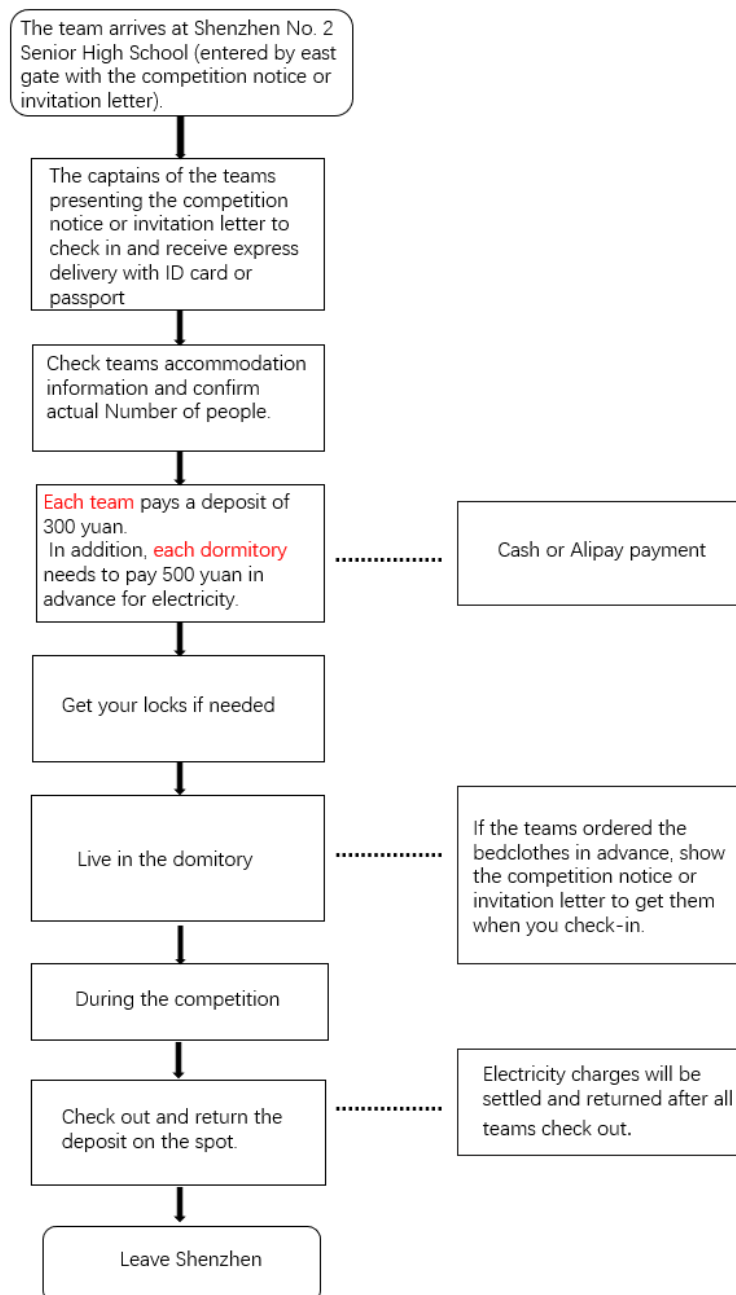 The team arrives at Shenzhen No. 2
Senior High School (entered by east
gate with the competition notice or
invitation letter).
The captains of the teams
presenting the competition
notice or invitation letter to
check in and receive express
delivery with ID card or
passport
Check teams accommodation
information and confirm
actual Number of people.
Each team pays a deposit of
300 yuan.
In addition, each dormitory
needs to pay 500 yuan in
advance for electricity.
Cash or Alipay payment
Get your locks if needed
Live in the domitory
If the teams ordered the
bedclothes in advance, show
the competition notice or
invitation letter to get them
when you check-in.
During the competition
Check out and return the
deposit on the spot.
Electricity charges will be
settled and returned after all
teams check out.
Leave Shenzhen